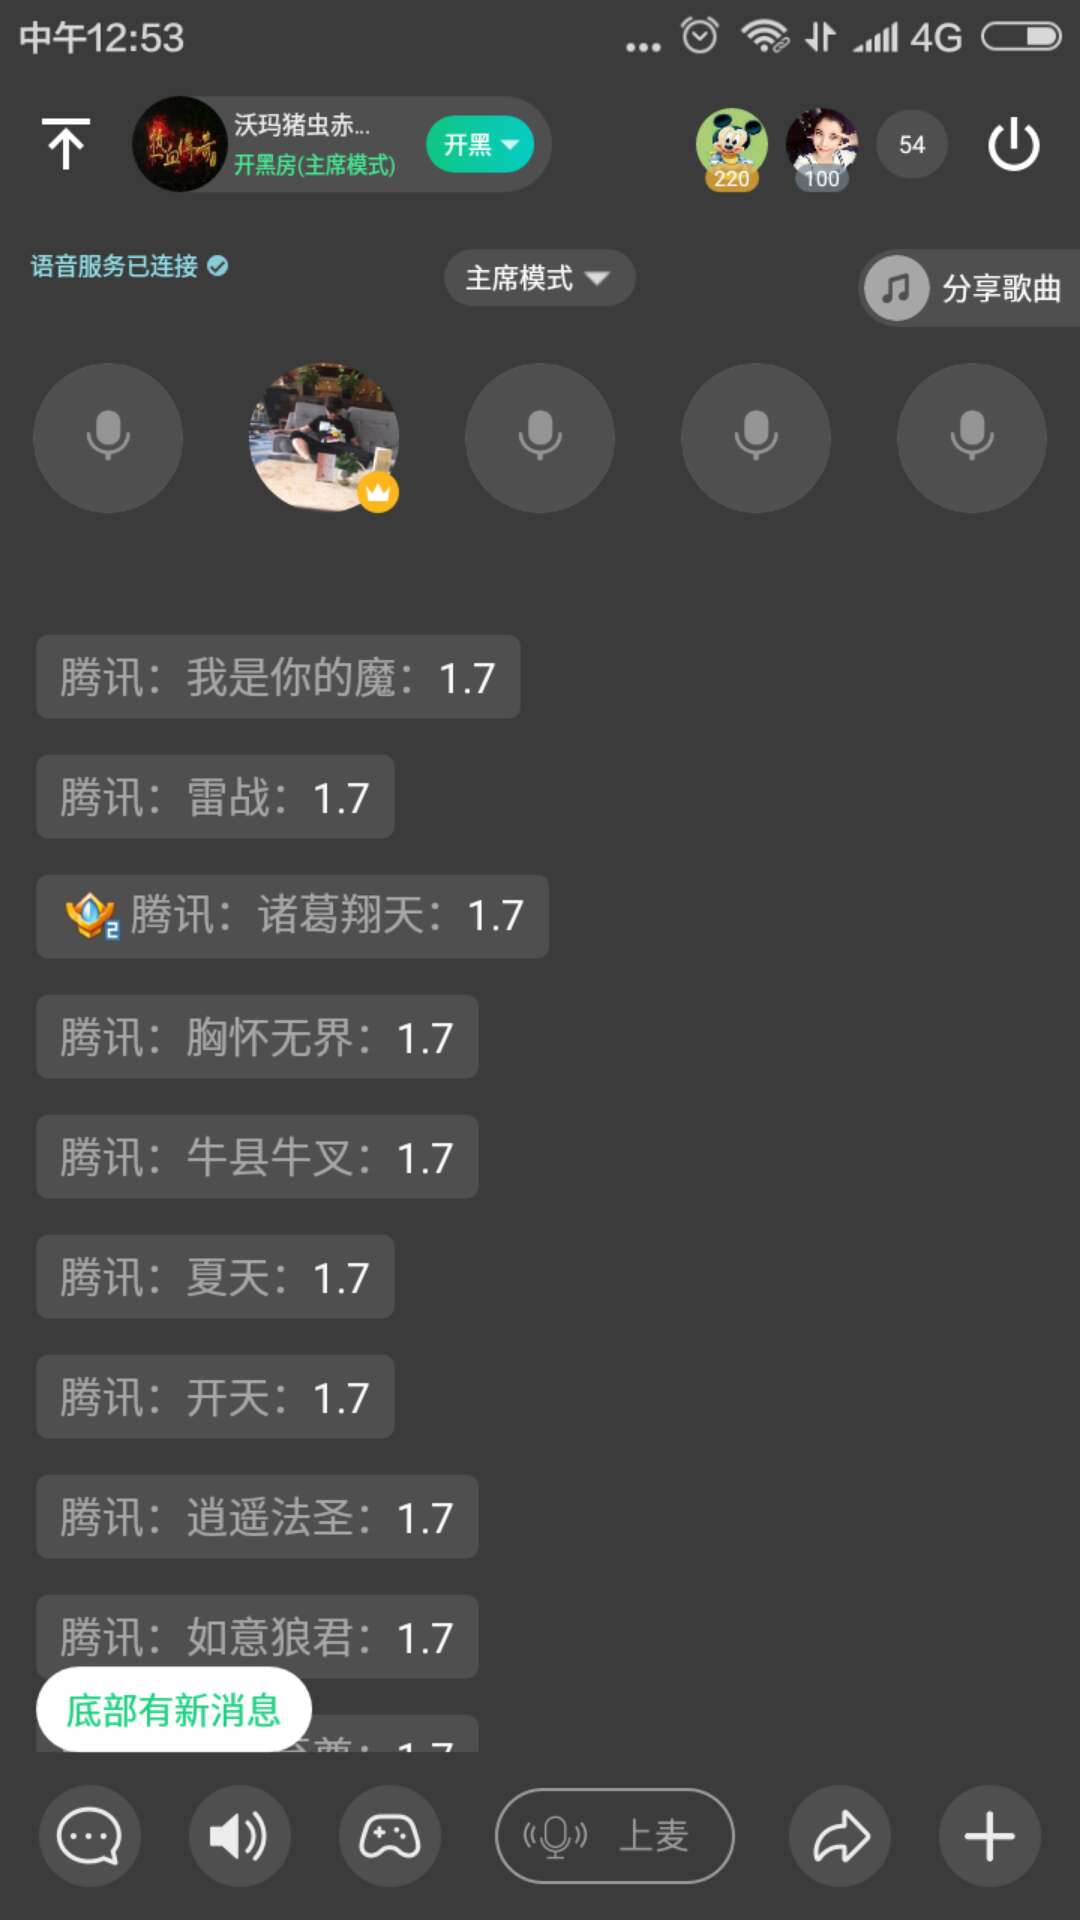 中午12:53
4G
热血传奇
沃玛猪虫赤...
开黑房(主席模式)
开黑
220
100
54
语音服务已连接
主席模式
分享歌曲
腾讯：我是你的魔：1.7
腾讯：雷战：1.7
2 腾讯：诸葛翔天：1.7
腾讯：胸怀无界：1.7
腾讯：牛县牛叉：1.7
腾讯：夏天：1.7
腾讯：开天：1.7
腾讯：逍遥法圣：1.7
腾讯：如意狼君：1.7
底部有新消息
尊：1.7
上麦